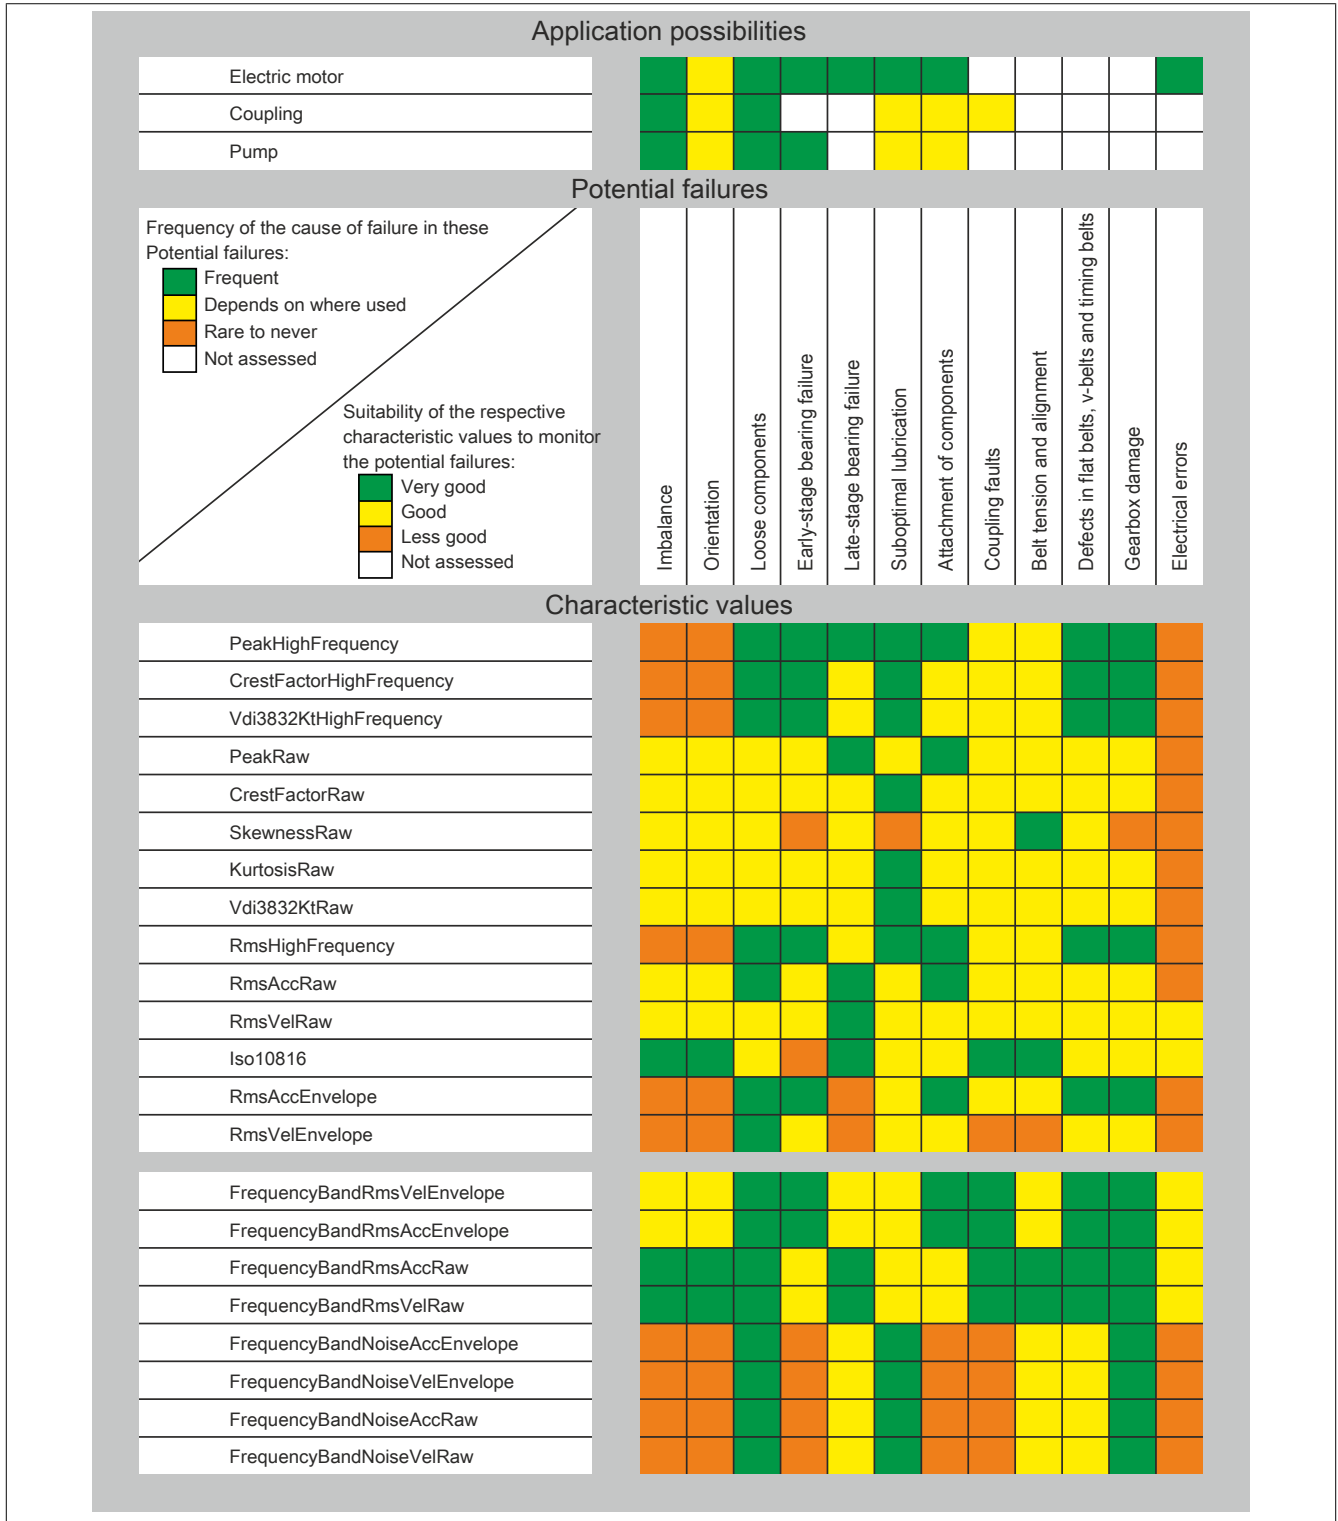 Application possibilities
Electric motor
Coupling
Pump
Potential failures
Frequency of the cause of failure in these
Potential failures:
Frequent
Depends on where used
Rare to never
Not assessed
Suitability of the respective
characteristic values to monitor
the potential failures:
Very good
Good
Less good
Not assessed
Imbalance
Orientation
Loose components
Early-stage bearing failure
Late-stage bearing failure
Suboptimal lubrication
Attachment of components
Coupling faults
Belt tension and alignment
Defects in flat belts, v-belts and timing belts
Gearbox damage
Electrical errors
Characteristic values
PeakHighFrequency
CrestFactorHighFrequency
Vdi3832KtHighFrequency
PeakRaw
CrestFactorRaw
SkewnessRaw
KurtosisRaw
Vdi3832KtRaw
RmsHighFrequency
RmsAccRaw
RmsVelRaw
Iso10816
RmsAccEnvelope
RmsVelEnvelope
FrequencyBandRmsVelEnvelope
FrequencyBandRmsAccEnvelope
FrequencyBandRmsAccRaw
FrequencyBandRmsVelRaw
FrequencyBandNoiseAccEnvelope
FrequencyBandNoiseVelEnvelope
FrequencyBandNoiseAccRaw
FrequencyBandNoiseVelRaw